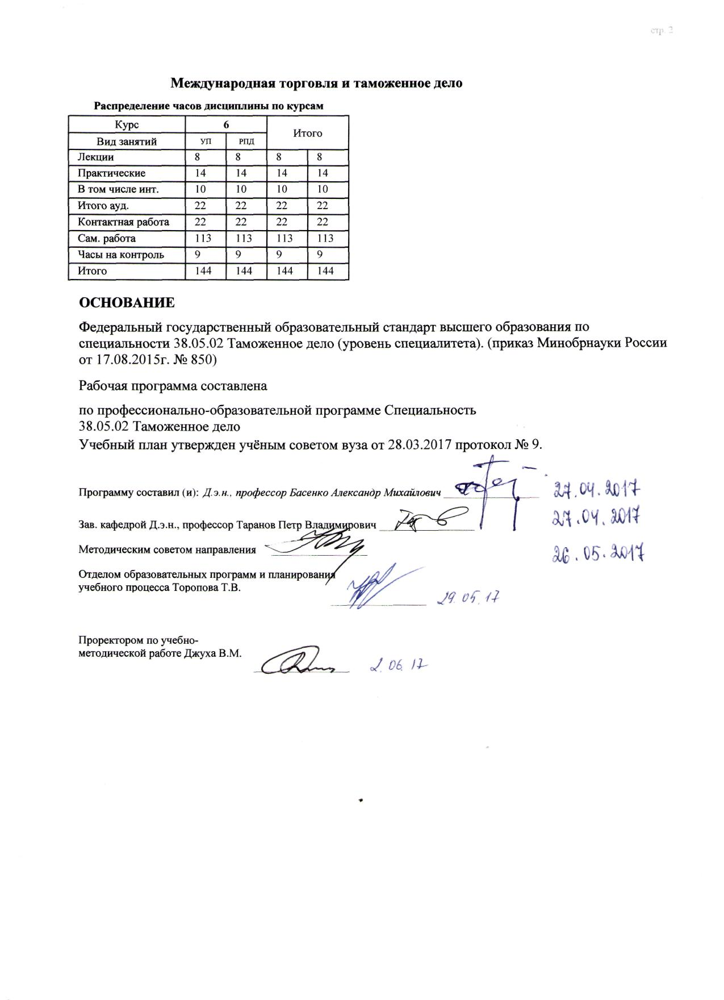 стр. 2
Международная торговля и таможенное дело
Распределение часов дисциплины по курсам
Курс 6 Итого
Вид занятий УП РПД
Лекции 8 8 8 8
Практические 14 14 14 14
В том числе инт. 10 10 10 10
Итого ауд. 22 22 22 22
Контактная работа 22 22 22 22
Сам. работа 113 113 113 113
Часы на контроль 9 9 9 9
Итого 144 144 144 144
ОСНОВАНИЕ
Федеральный государственный образовательный стандарт высшего образования по
специальности 38.05.02 Таможенное дело (уровень специалитета). (приказ Минобрнауки России
от 17.08.2015г. № 850)
Рабочая программа составлена
по профессионально-образовательной программе Специальность
38.05.02 Таможенное дело
Учебный план утвержден учёным советом вуза от 28.03.2017 протокол № 9.
Программу составил (и): Д.э.н., профессор Басенко Александр Михайлович 27.04.2017
Зав. кафедрой Д.э.н., профессор Таранов Петр Владимирович 27.04.2017
Методическим советом направления 26.05.2017
Отделом образовательных программ и планирования
учебного процесса Торопова Т.В.
29.05.17
Проректором по учебно-
методической работе Джуха В.М.
2.06.17